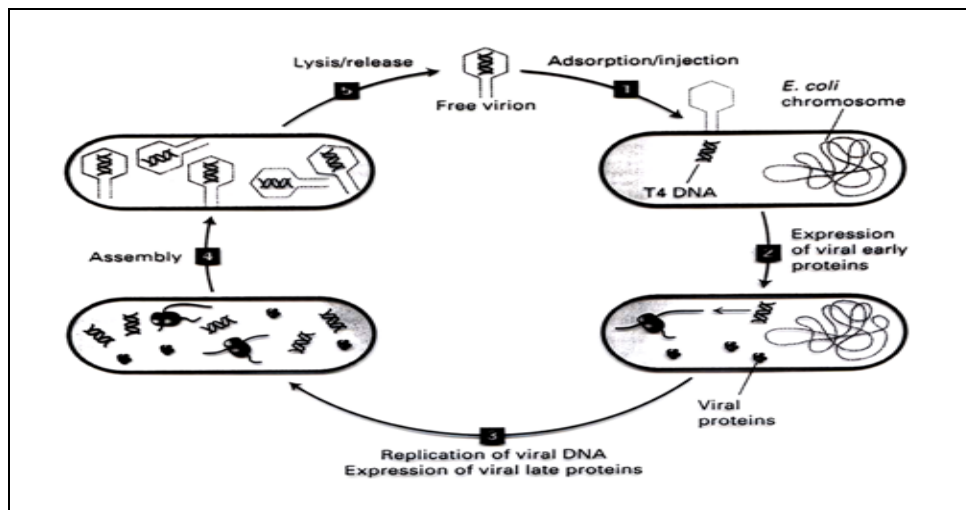 Lysis/release
5
Free virion
Adsorption/injection
1
E. coli
chromosome
T4 DNA
2
Expression
of viral early
proteins
Viral
proteins
3
Replication of viral DNA
Expression of viral late proteins
Assembly
4